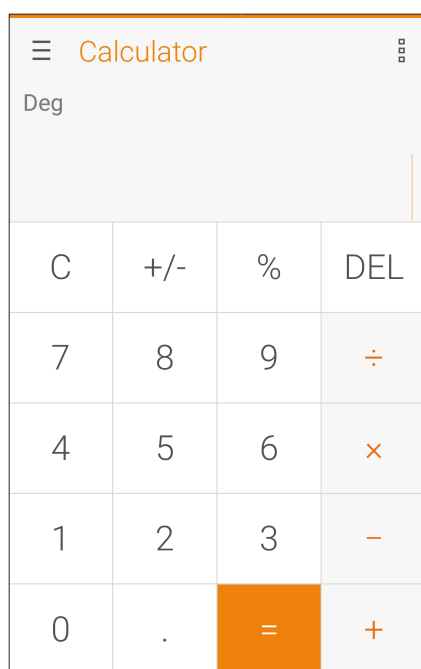 Calculator
Deg
C +/- % DEL
7 8 9 ÷
4 5 6 ×
1 2 3 −
0 . = +